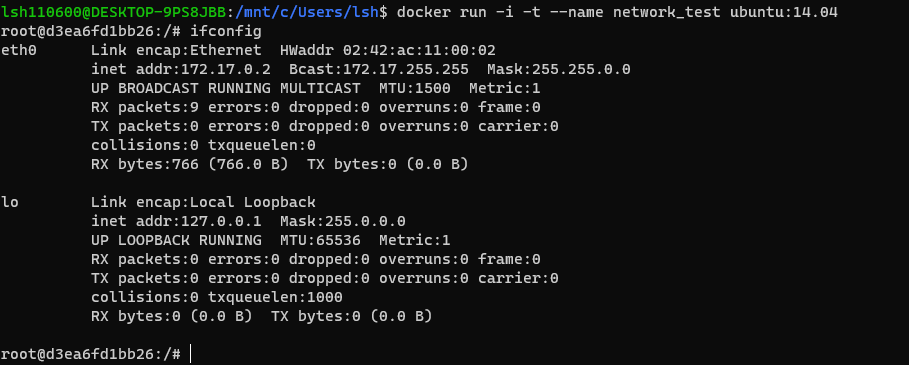 lsh110600@DESKTOP-9PS8JBB:/mnt/c/Users/lsh$ docker run -i -t --name network_test ubuntu:14.04
root@d3ea6fd1bb26:/# ifconfig
eth0      Link encap:Ethernet  HWaddr 02:42:ac:11:00:02
          inet addr:172.17.0.2  Bcast:172.17.255.255  Mask:255.255.0.0
          UP BROADCAST RUNNING MULTICAST  MTU:1500  Metric:1
          RX packets:9 errors:0 dropped:0 overruns:0 frame:0
          TX packets:0 errors:0 dropped:0 overruns:0 carrier:0
          collisions:0 txqueuelen:0
          RX bytes:766 (766.0 B)  TX bytes:0 (0.0 B)

lo        Link encap:Local Loopback
          inet addr:127.0.0.1  Mask:255.0.0.0
          UP LOOPBACK RUNNING  MTU:65536  Metric:1
          RX packets:0 errors:0 dropped:0 overruns:0 frame:0
          TX packets:0 errors:0 dropped:0 overruns:0 carrier:0
          collisions:0 txqueuelen:1000
          RX bytes:0 (0.0 B)  TX bytes:0 (0.0 B)

root@d3ea6fd1bb26:/#